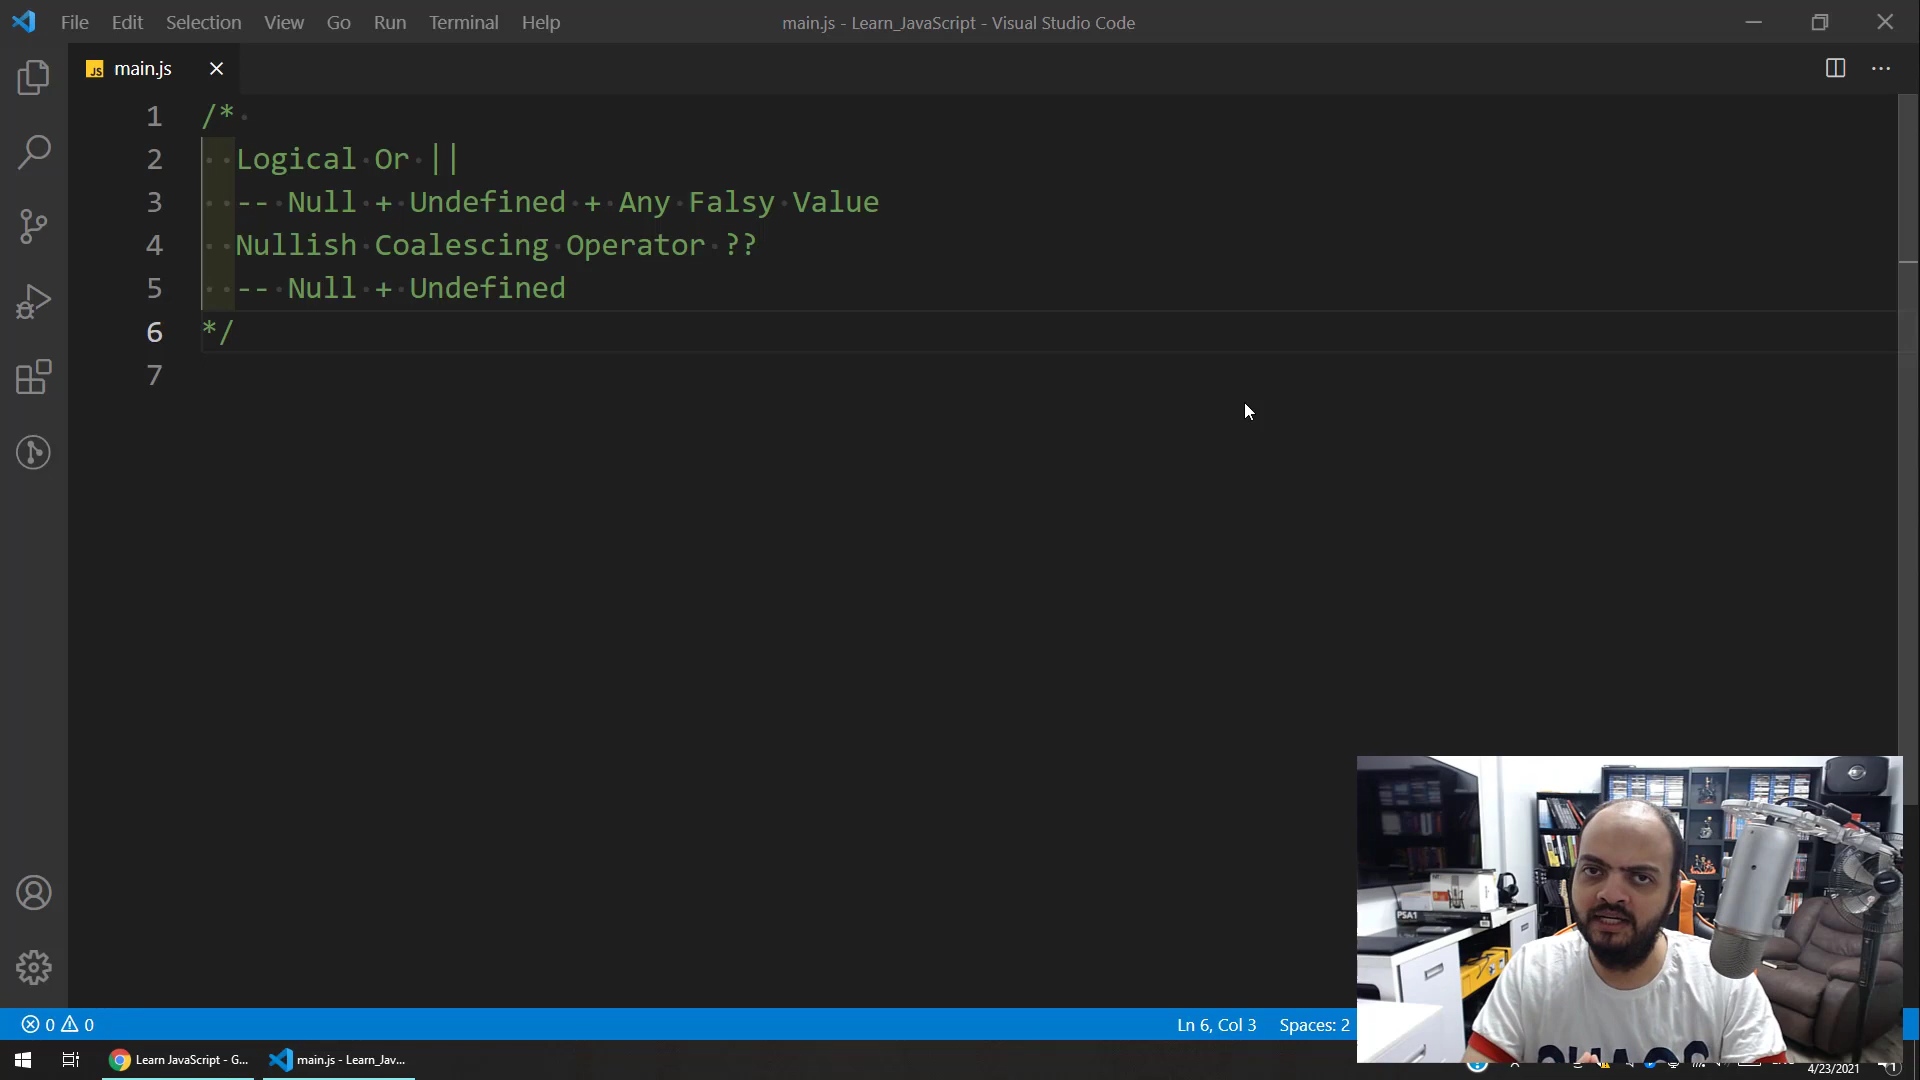 File Edit Selection View Go Run Terminal Help
main.js - Learn_JavaScript - Visual Studio Code
JS main.js
1 /*
2 Logical Or ||
3 -- Null + Undefined + Any Falsy Value
4 Nullish Coalescing Operator ??
5 -- Null + Undefined
6 */
7
PSA1
0 0
Ln 6, Col 3 Spaces: 2
Learn JavaScript - G...
main.js - Learn_Jav...
4/23/2021